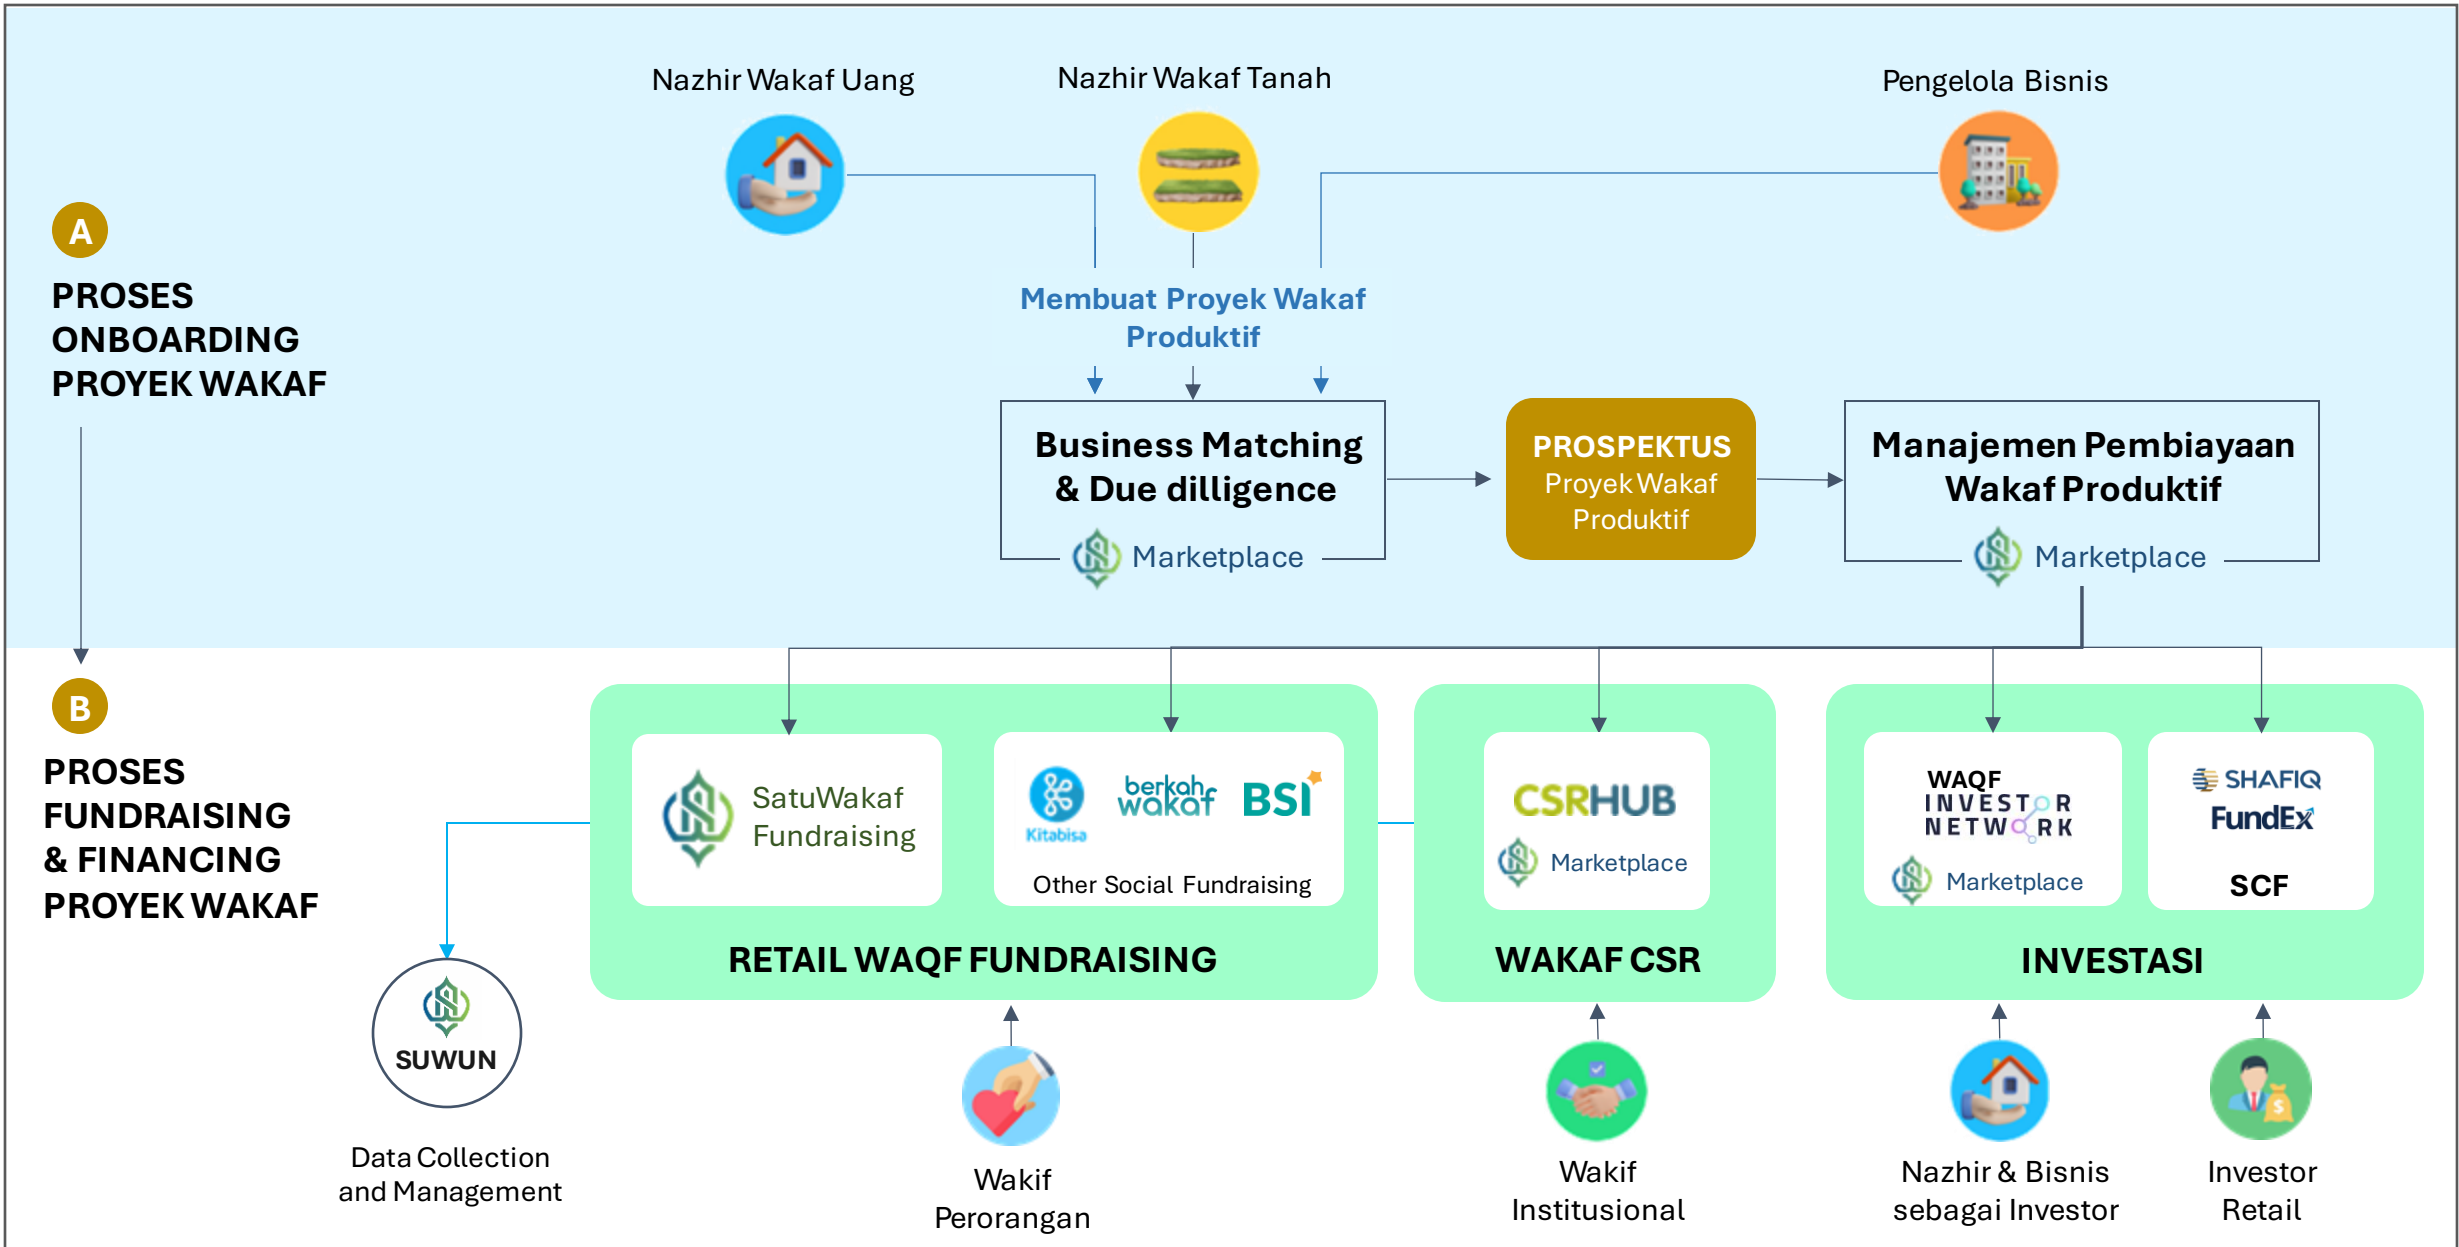 Nazhir Wakaf Uang
Nazhir Wakaf Tanah
Pengelola Bisnis
A
PROSES
ONBOARDING
PROYEK WAKAF
Membuat Proyek Wakaf
Produktif
Business Matching
& Due dilligence
Marketplace
PROSPEKTUS
Proyek Wakaf
Produktif
Manajemen Pembiayaan
Wakaf Produktif
Marketplace
B
PROSES
FUNDRAISING
& FINANCING
PROYEK WAKAF
SatuWakaf
Fundraising
Kitabisa
berkah
wakaf
BSI
Other Social Fundraising
RETAIL WAQF FUNDRAISING
CSRHUB
Marketplace
WAKAF CSR
WAQF
INVESTOR
NETWORK
Marketplace
SHAFIQ
FundEx
SCF
INVESTASI
SUWUN
Data Collection
and Management
Wakif
Perorangan
Wakif
Institusional
Nazhir & Bisnis
sebagai Investor
Investor
Retail